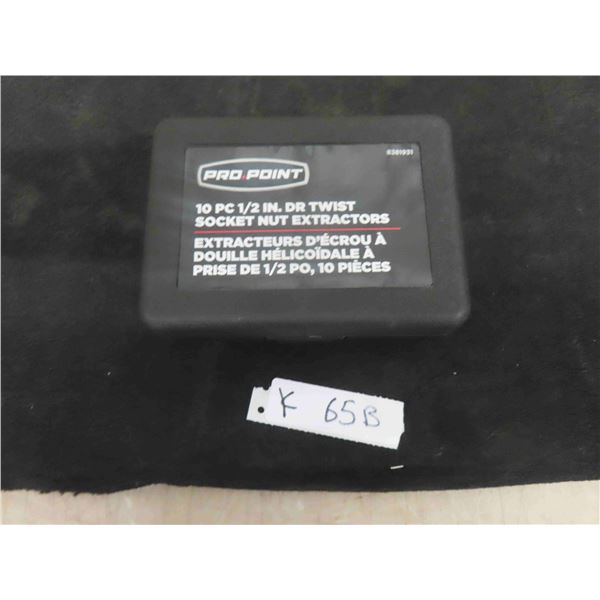 8381931
PRO.POINT
10 PC 1/2 IN. DR TWIST
SOCKET NUT EXTRACTORS
EXTRACTEURS D'ÉCROU À
DOUILLE HÉLICOÏDALE À
PRISE DE 1/2 PO, 10 PIÈCES
K 65B